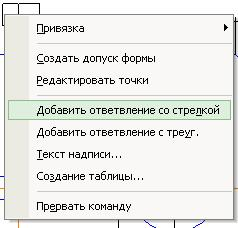 Привязка
Создать допуск формы
Редактировать точки
Добавить ответвление со стрелкой
Добавить ответвление с треуг.
Текст надписи...
Создание таблицы...
Прервать команду